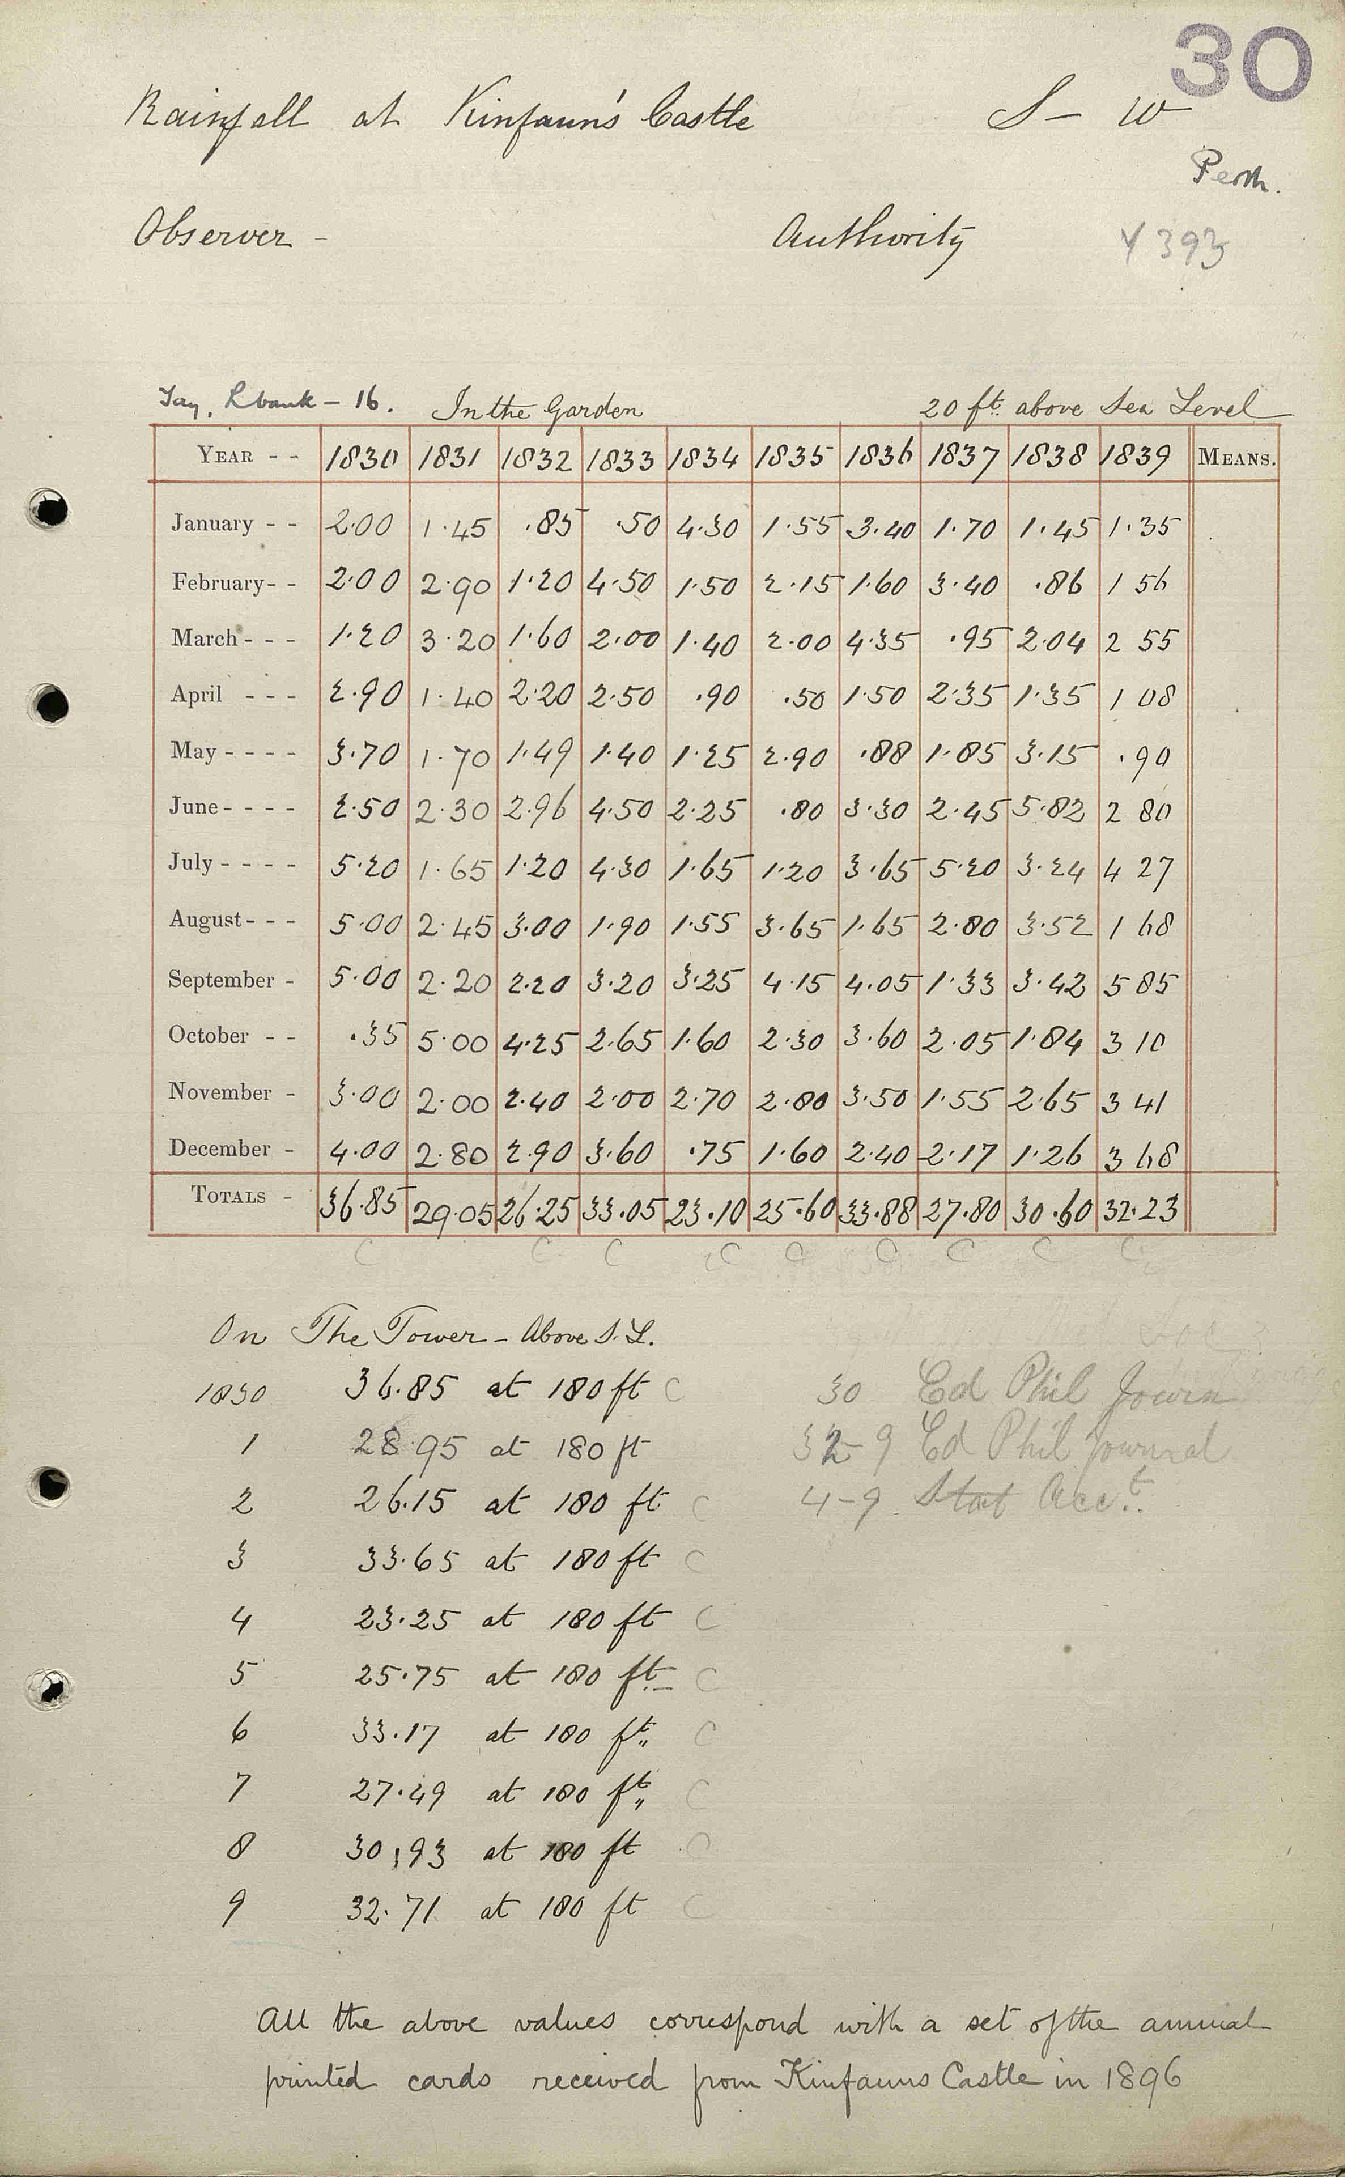 30
Rainfall at Kinfaun's Castle S - W
Perth.
Observer - Authority Y 393
Tay, L bank - 16. In the Garden 20 ft. above Sea Level
YEAR - - 1830 1831 1832 1833 1834 1835 1836 1837 1838 1839 MEANS.
January - - 2.00 1.45 .85 .50 4.30 1.55 3.40 1.70 1.45 1.35
February - - 2.00 2.90 1.20 4.50 1.50 2.15 1.60 3.40 .86 1 56
March - - - 1.20 3.20 1.60 2.00 1.40 2.00 4.35 .95 2.04 2 55
April - - - 2.90 1.40 2.20 2.50 .90 .50 1.50 2.35 1.35 1 08
May - - - - 3.70 1.70 1.49 1.40 1.25 2.90 .88 1.85 3.15 .90
June - - - - 2.50 2.30 2.96 4.50 2.25 .80 3.30 2.45 5.82 2 80
July - - - - 5.20 1.65 1.20 4.30 1.65 1.20 3.65 5.20 3.24 4 27
August - - - 5.00 2.45 3.00 1.90 1.55 3.65 1.65 2.80 3.52 1 68
September - 5.00 2.20 2.20 3.20 3.25 4.15 4.05 1.33 3.42 5 85
October - - .35 5.00 4.25 2.65 1.60 2.30 3.60 2.05 1.84 3 10
November - 3.00 2.00 2.40 2.00 2.70 2.80 3.50 1.55 2.65 3 41
December - 4.00 2.80 2.90 3.60 .75 1.60 2.40 2.17 1.26 3 68
TOTALS - 36.85 29.05 26.25 33.05 23.10 25.60 33.88 27.80 30.60 32.23
C C C C C C C C C
On The Tower - Above S.L.
1830 36.85 at 180 ft C 30 Ed Phil Journ
1 28.95 at 180 ft 32-9 Ed Phil Journal
2 26.15 at 180 ft C 4-9. Stat Acct.
3 33.65 at 180 ft C
4 23.25 at 180 ft C
5 25.75 at 180 ft C
6 33.17 at 180 ft. C
7 27.49 at 180 ft. C
8 30.93 at 180 ft C
9 32.71 at 180 ft C
All the above values correspond with a set of the annual
printed cards received from Kinfauns Castle in 1896